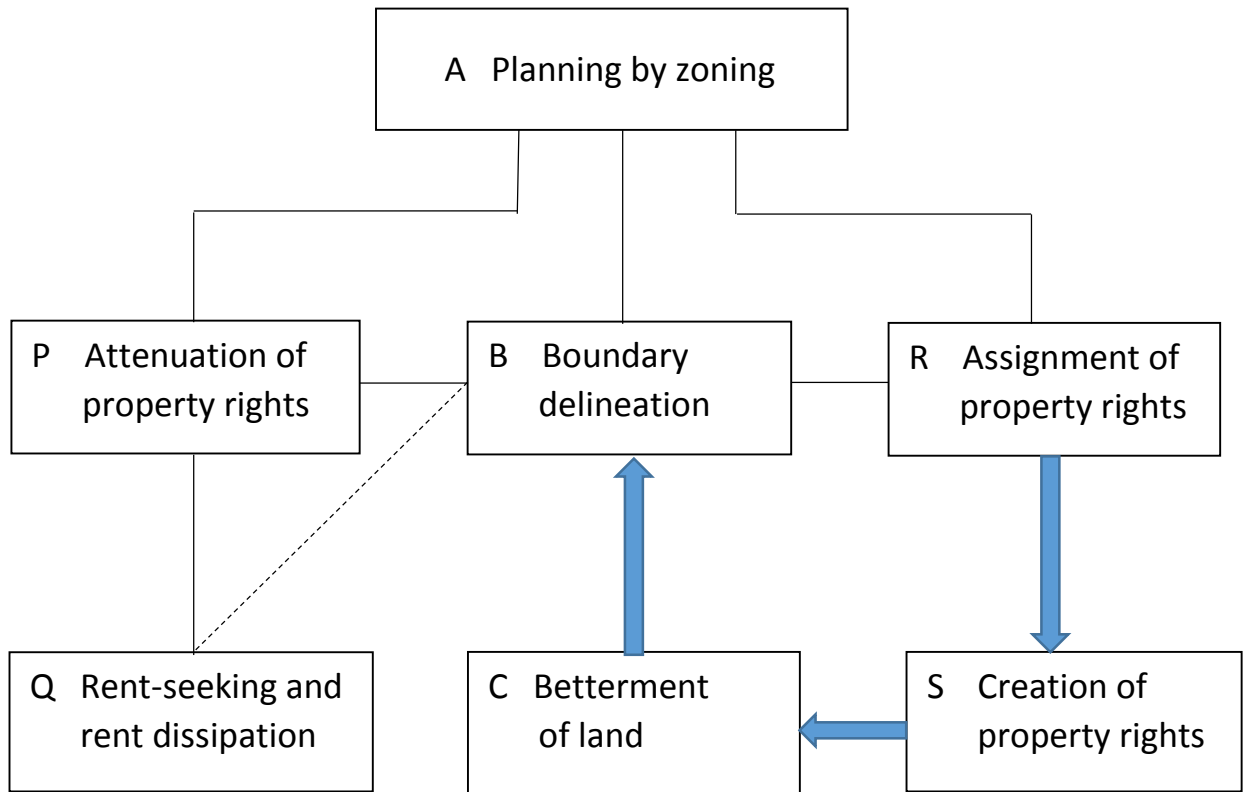 A Planning by zoning
P Attenuation of
property rights
B Boundary
delineation
R Assignment of
property rights
Q Rent-seeking and
rent dissipation
C Betterment
of land
S Creation of
property rights